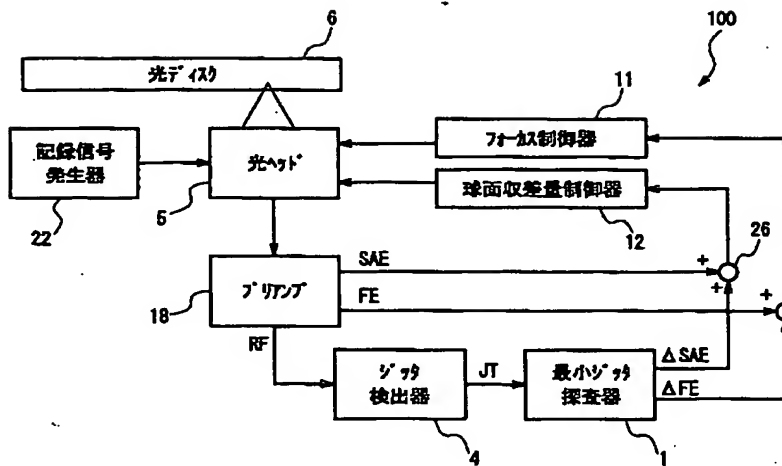 6
100
光ディスク
11
フォーカス制御器
記録信号
発生器
光ヘッド
球面収差量制御器
22
5
12
26
SAE
+
+
+
プリアンプ
FE
18
RF
ジッタ
検出器
JT
最小ジッタ
探査器
ΔSAE
ΔFE
4
1